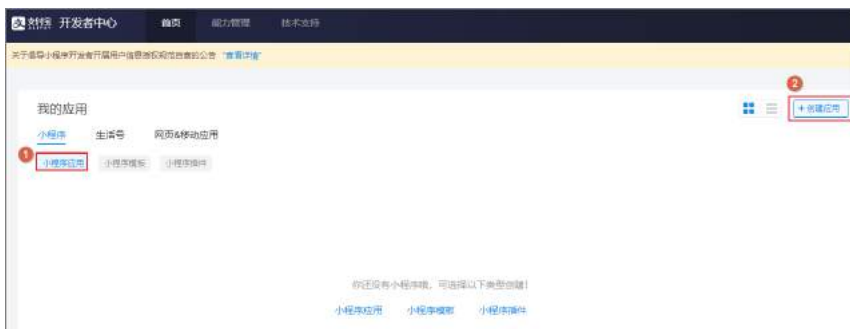 支付宝 开发者中心 首页 能力管理 技术支持
关于倡导小程序开发者开展用户信息授权规范自查的公告 "查看详情"
我的应用
2
+ 创建应用
小程序 生活号 网页&移动应用
1
小程序应用 小程序模板 小程序插件
你还没有小程序哦，可选择以下类型创建!
小程序应用 小程序模板 小程序插件